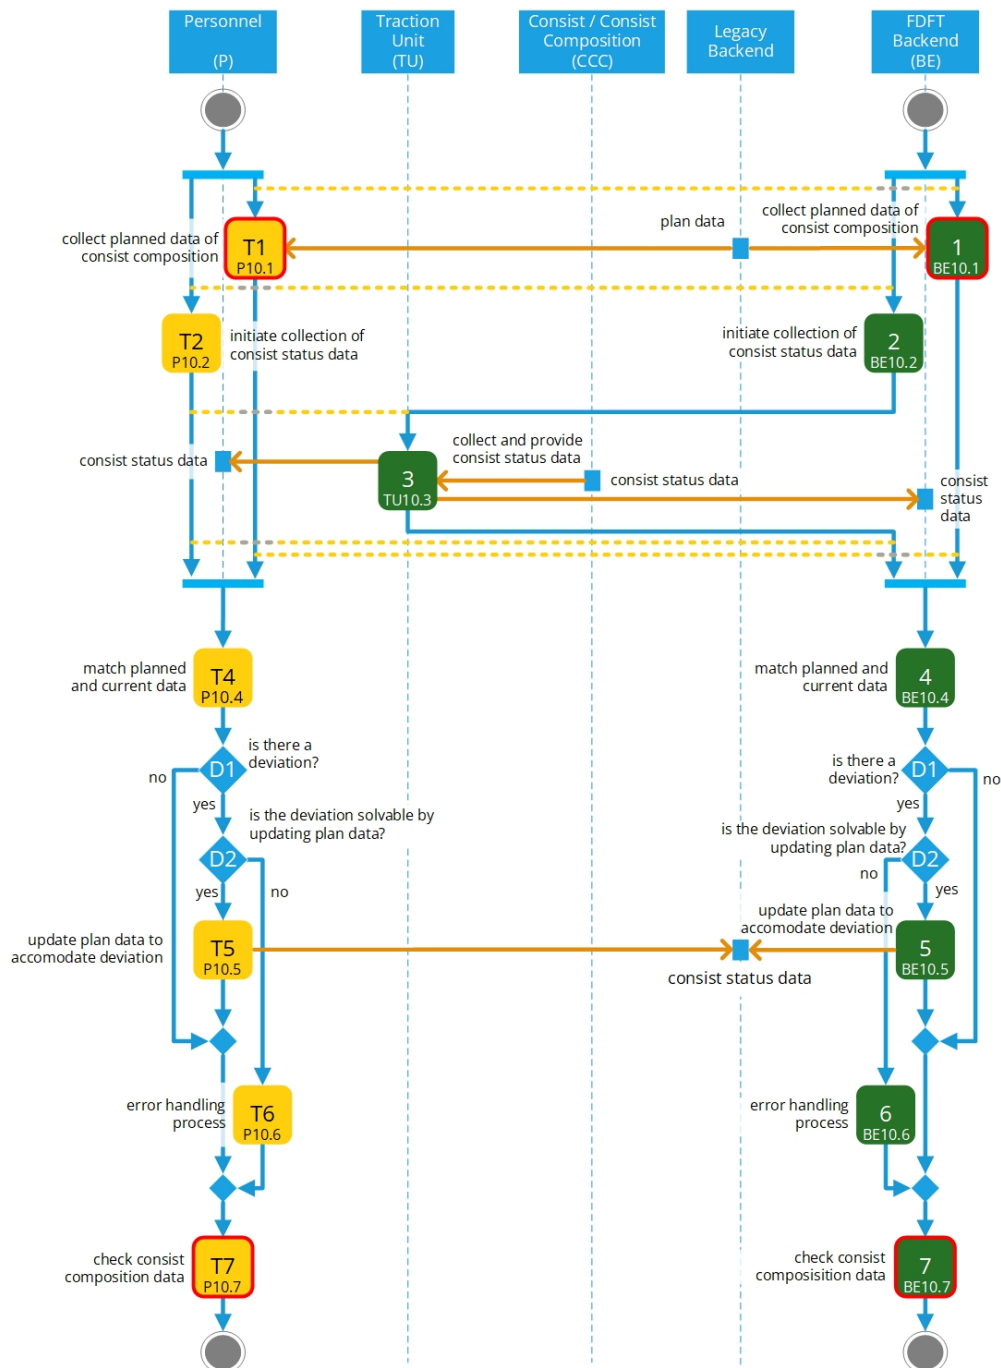 Personnel
(P)
Traction
Unit
(TU)
Consist / Consist
Composition
(CCC)
Legacy
Backend
FDFT
Backend
(BE)
collect planned data of
consist composition
T1
P10.1
plan data
collect planned data of
consist composition
1
BE10.1
T2
P10.2
initiate collection of
consist status data
initiate collection of
consist status data
2
BE10.2
consist status data
collect and provide
consist status data
3
TU10.3
consist status data
consist
status
data
match planned
and current data
T4
P10.4
match planned and
current data
4
BE10.4
is there a
deviation?
D1
no
yes
is there a
deviation?
D1
no
yes
is the deviation solvable by
updating plan data?
D2
yes
no
is the deviation solvable by
updating plan data?
D2
no
yes
update plan data to
accomodate deviation
T5
P10.5
update plan data to
accomodate deviation
5
BE10.5
consist status data
error handling
process
T6
P10.6
error handling
process
6
BE10.6
check consist
composition data
T7
P10.7
check consist
composisition data
7
BE10.7